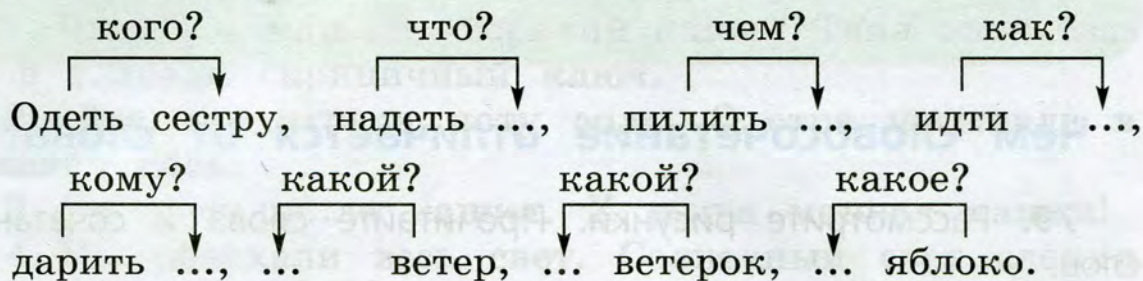 кого? что? чем? как?
Одеть сестру, надеть ..., пилить ..., идти ...,
кому? какой? какой? какое?
дарить ..., ... ветер, ... ветерок, ... яблоко.